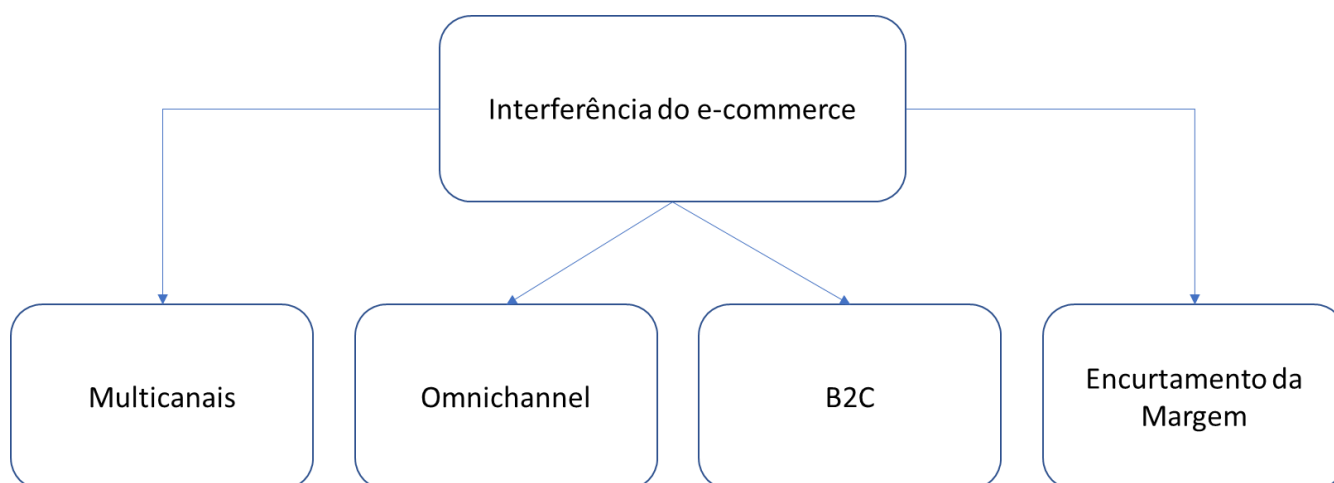 Interferência do e-commerce
Multicanais
Omnichannel
B2C
Encurtamento da
Margem